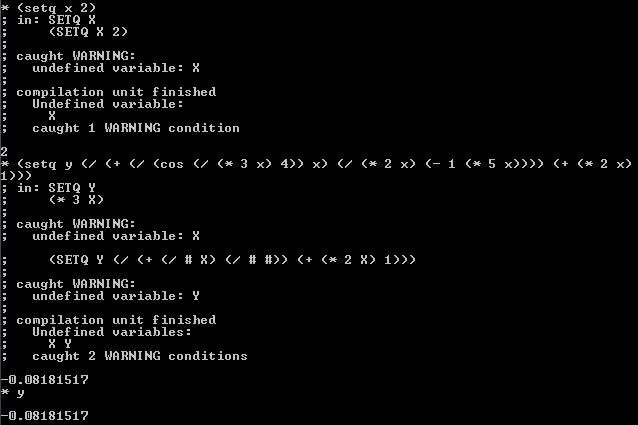 * (setq x 2)
; in: SETQ X
;     (SETQ X 2)
;
; caught WARNING:
;   undefined variable: X
;
; compilation unit finished
;   Undefined variable:
;     X
;   caught 1 WARNING condition

2
* (setq y (/ (+ (/ (cos (/ (* 3 x) 4)) x) (/ (* 2 x) (- 1 (* 5 x)))) (+ (* 2 x)
1)))
; in: SETQ Y
;     (* 3 X)
;
; caught WARNING:
;   undefined variable: X

;     (SETQ Y (/ (+ (/ # X) (/ # #)) (+ (* 2 X) 1)))
;
; caught WARNING:
;   undefined variable: Y
;
; compilation unit finished
;   Undefined variables:
;     X Y
;   caught 2 WARNING conditions

-0.08181517
* y

-0.08181517